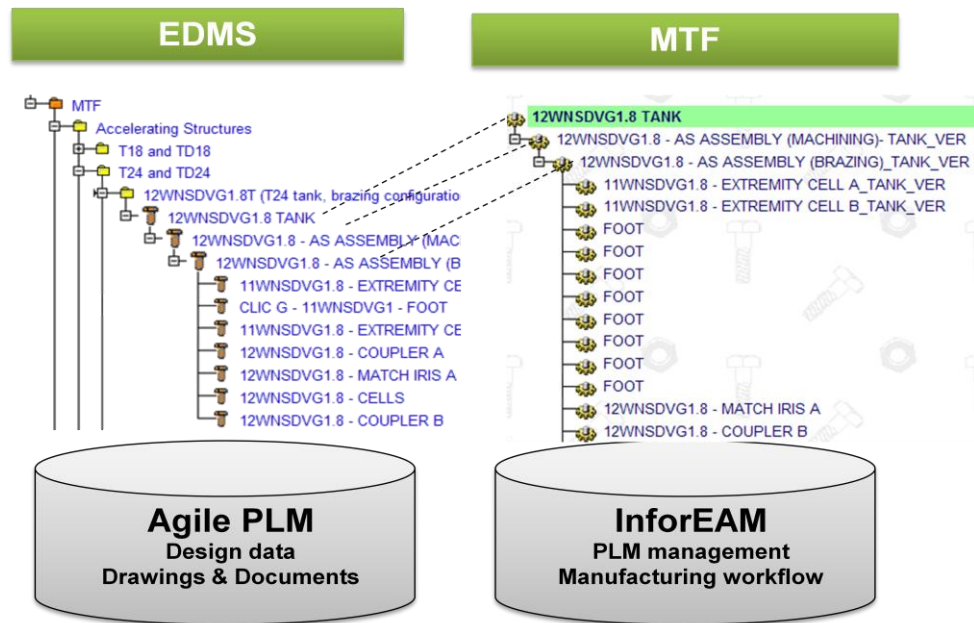 EDMS
MTF
Accelerating Structures
T18 and TD18
T24 and TD24
12WNSDVG1.8T (T24 tank, brazing configuratio
12WNSDVG1.8 TANK
12WNSDVG1.8 - AS ASSEMBLY (MAC
12WNSDVG1.8 - AS ASSEMBLY (B
11WNSDVG1.8 - EXTREMITY CE
CLIC G - 11WNSDVG1 - FOOT
11WNSDVG1.8 - EXTREMITY CE
12WNSDVG1.8 - COUPLER A
12WNSDVG1.8 - MATCH IRIS A
12WNSDVG1.8 - CELLS
12WNSDVG1.8 - COUPLER B
Agile PLM
Design data
Drawings & Documents
MTF
12WNSDVG1.8 TANK
12WNSDVG1.8 - AS ASSEMBLY (MACHINING)- TANK_VER
12WNSDVG1.8 - AS ASSEMBLY (BRAZING)_TANK_VER
11WNSDVG1.8 - EXTREMITY CELL A_TANK_VER
11WNSDVG1.8 - EXTREMITY CELL B_TANK_VER
FOOT
FOOT
FOOT
FOOT
FOOT
FOOT
FOOT
FOOT
12WNSDVG1.8 - MATCH IRIS A
12WNSDVG1.8 - COUPLER B
InforEAM
PLM management
Manufacturing workflow